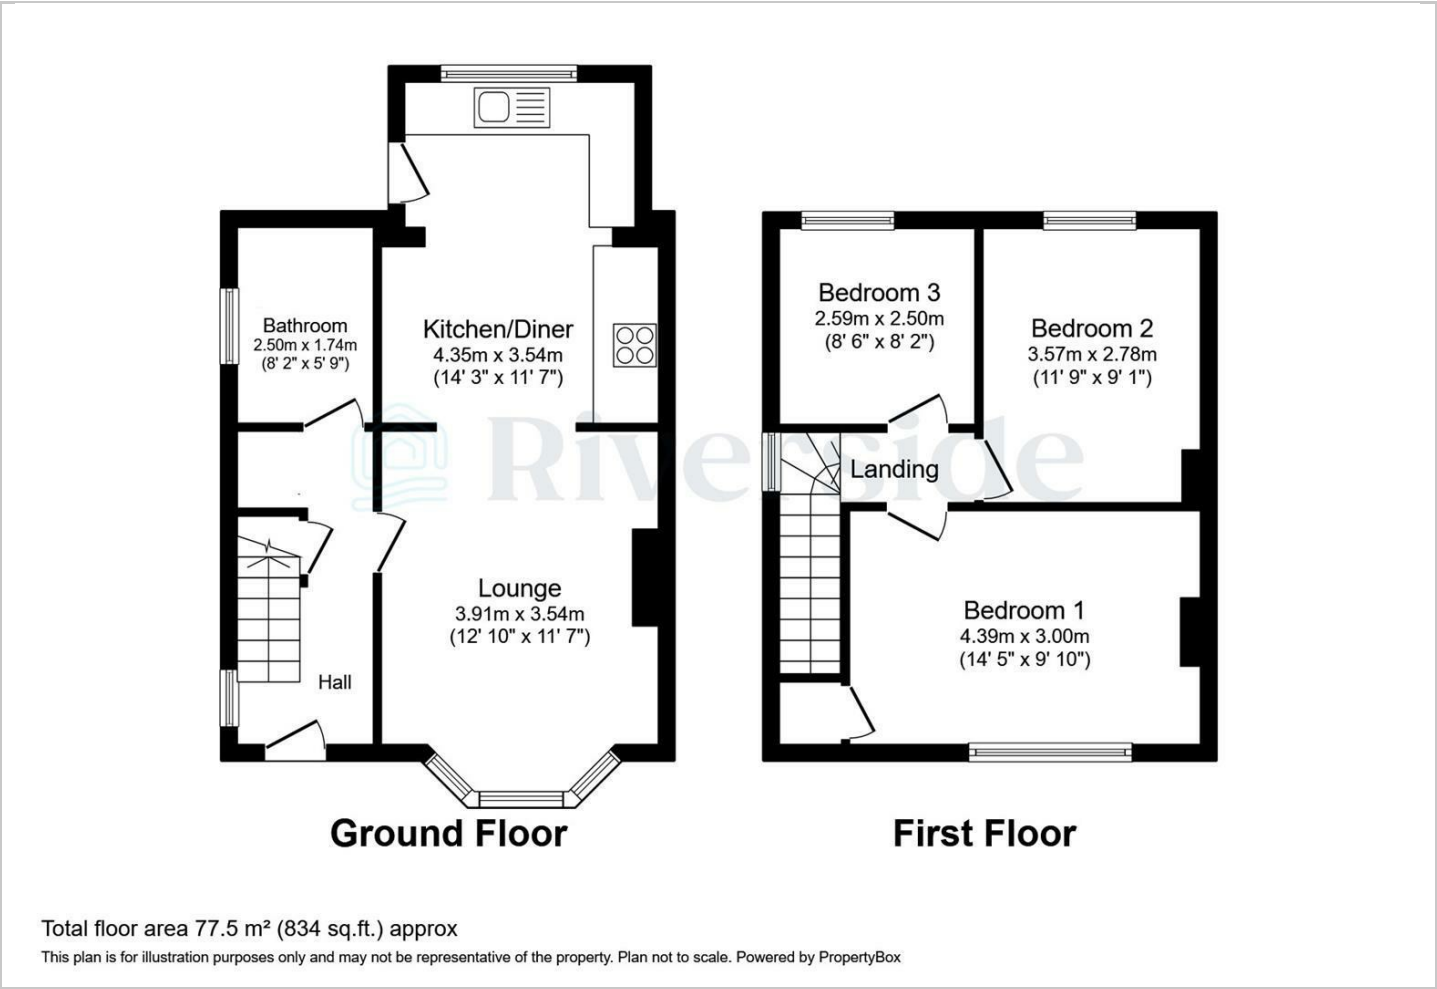 Bathroom
2.50m x 1.74m
(8' 2" x 5' 9")
Kitchen/Diner
4.35m x 3.54m
(14' 3" x 11' 7")
Bedroom 3
2.59m x 2.50m
(8' 6" x 8' 2")
Bedroom 2
3.57m x 2.78m
(11' 9" x 9' 1")
Riverside
Landing
Lounge
3.91m x 3.54m
(12' 10" x 11' 7")
Bedroom 1
4.39m x 3.00m
(14' 5" x 9' 10")
Hall
Ground Floor
First Floor
Total floor area 77.5 m² (834 sq.ft.) approx
This plan is for illustration purposes only and may not be representative of the property. Plan not to scale. Powered by PropertyBox